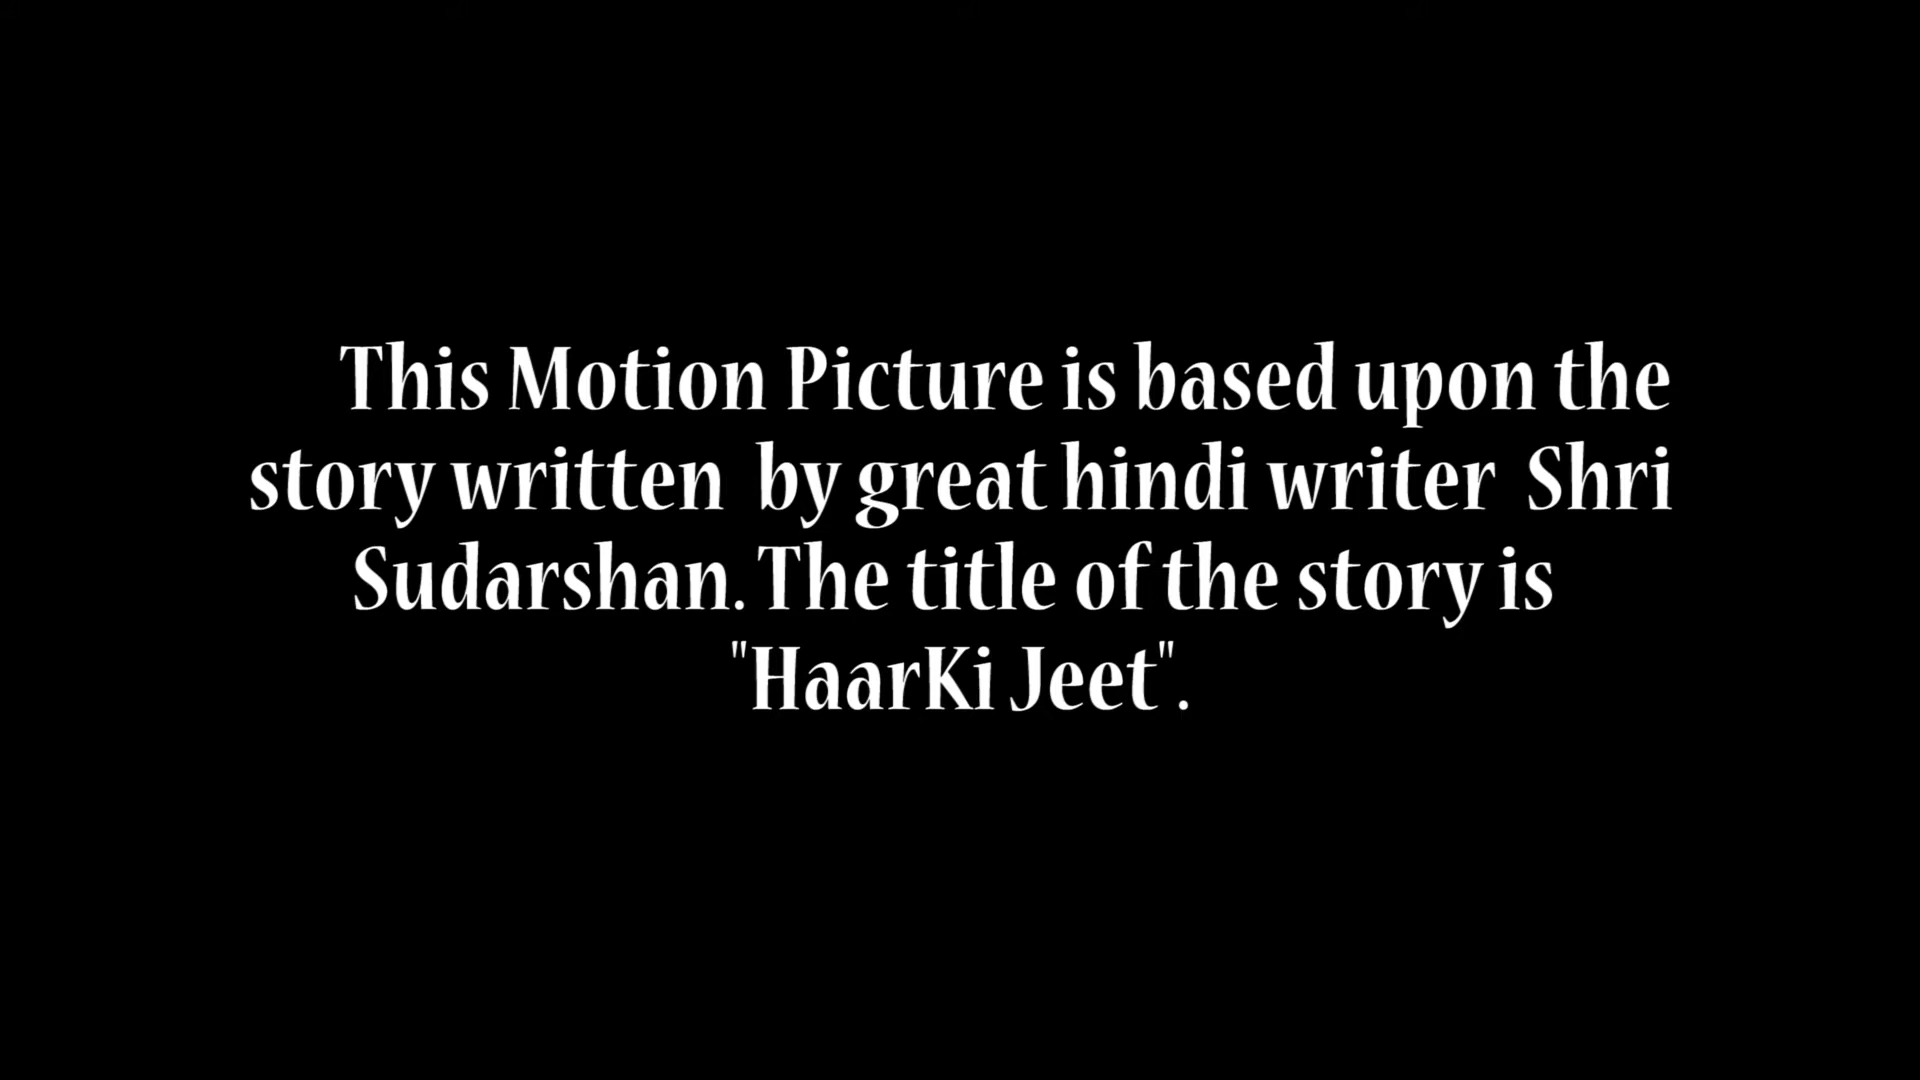 This Motion Picture is based upon the
story written by great hindi writer Shri
Sudarshan. The title of the story is
"HaarKi Jeet".